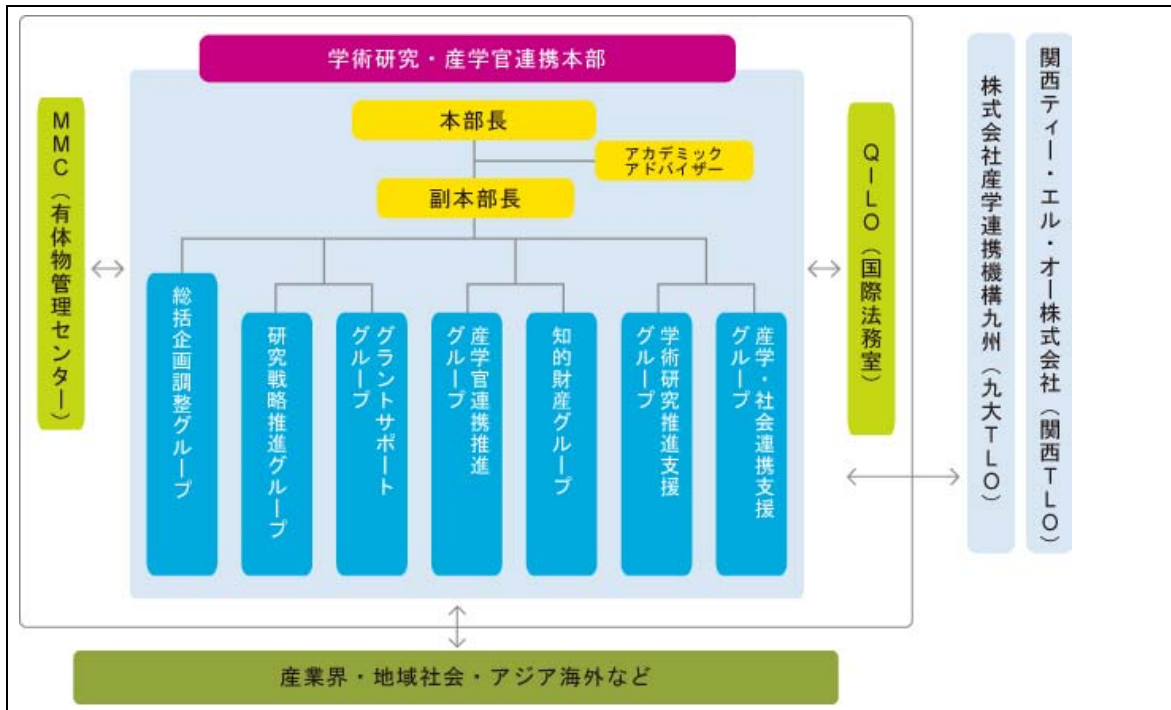 学術研究・産学官連携本部
本部長
アカデミック
アドバイザー
副本部長
MMC（有体物管理センター）
総括企画調整グループ
研究戦略推進グループ
グラントサポート
グループ
産学官連携推進
グループ
知的財産グループ
学術研究推進支援
グループ
産学・社会連携支援
グループ
QILO（国際法務室）
株式会社産学連携機構九州（九大TLO）
関西ティー・エル・オー株式会社（関西TLO）
産業界・地域社会・アジア海外など